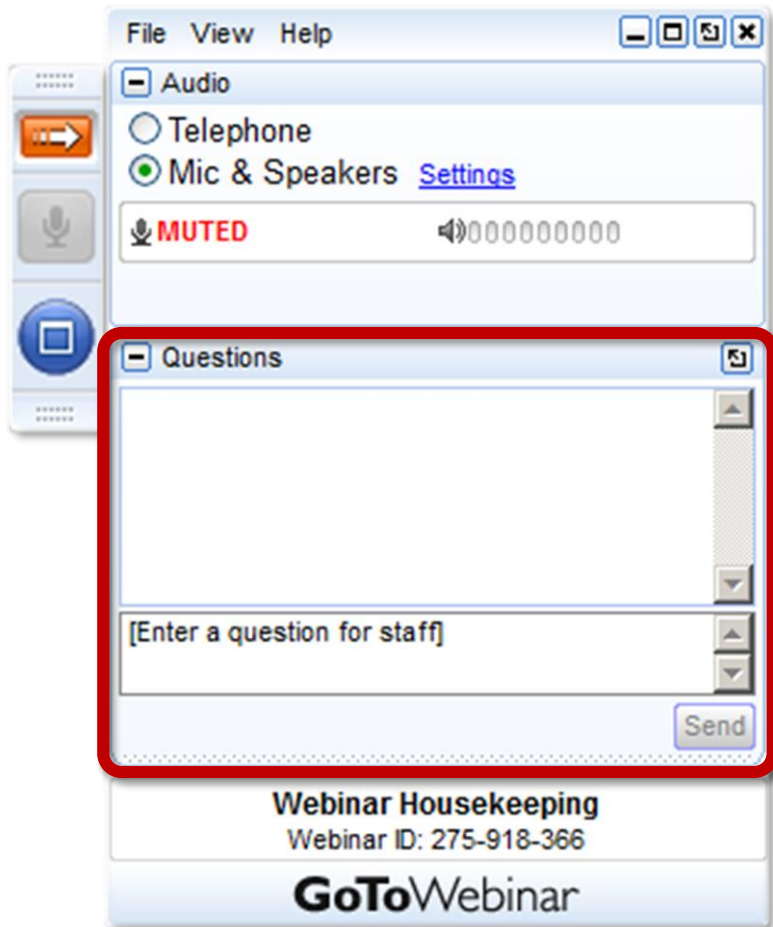 File View Help
Audio
Telephone
Mic & Speakers Settings
MUTED 000000000
Questions
[Enter a question for staff]
Send
Webinar Housekeeping
Webinar ID: 275-918-366
GoToWebinar